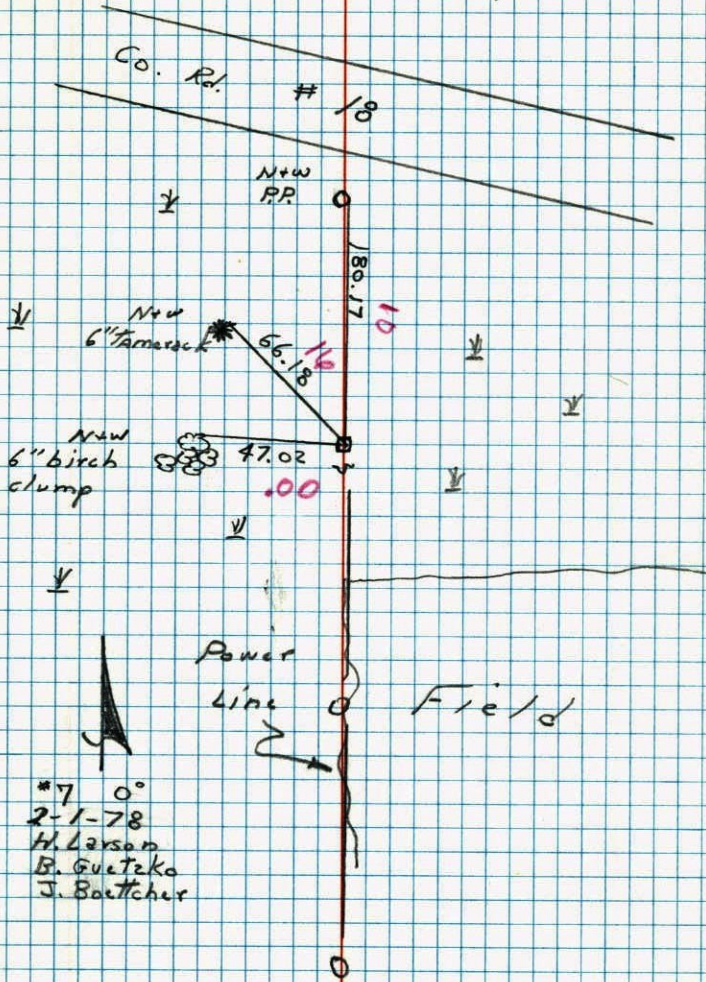 Co. Rd. # 18
N+W
P.P.
180.17
10
N+W
6" Tamarack
66.18
16
N+W
6" birch
clump
47.02
.00
Power
Line
Field
#7 0°
2-1-78
H. Larson
B. Guetzko
J. Boettcher